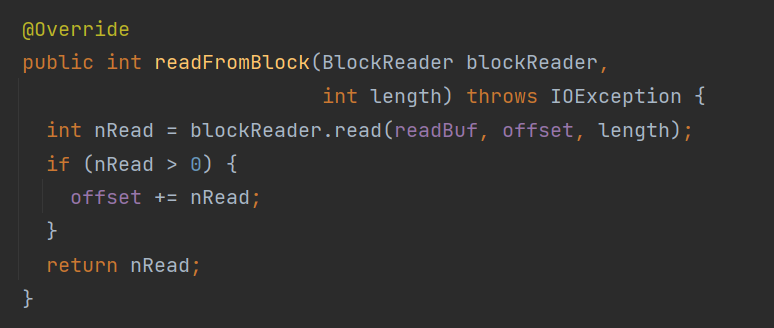 @Override
public int readFromBlock(BlockReader blockReader,
int length) throws IOException {
int nRead = blockReader.read(readBuf, offset, length);
if (nRead > 0) {
offset += nRead;
}
return nRead;
}